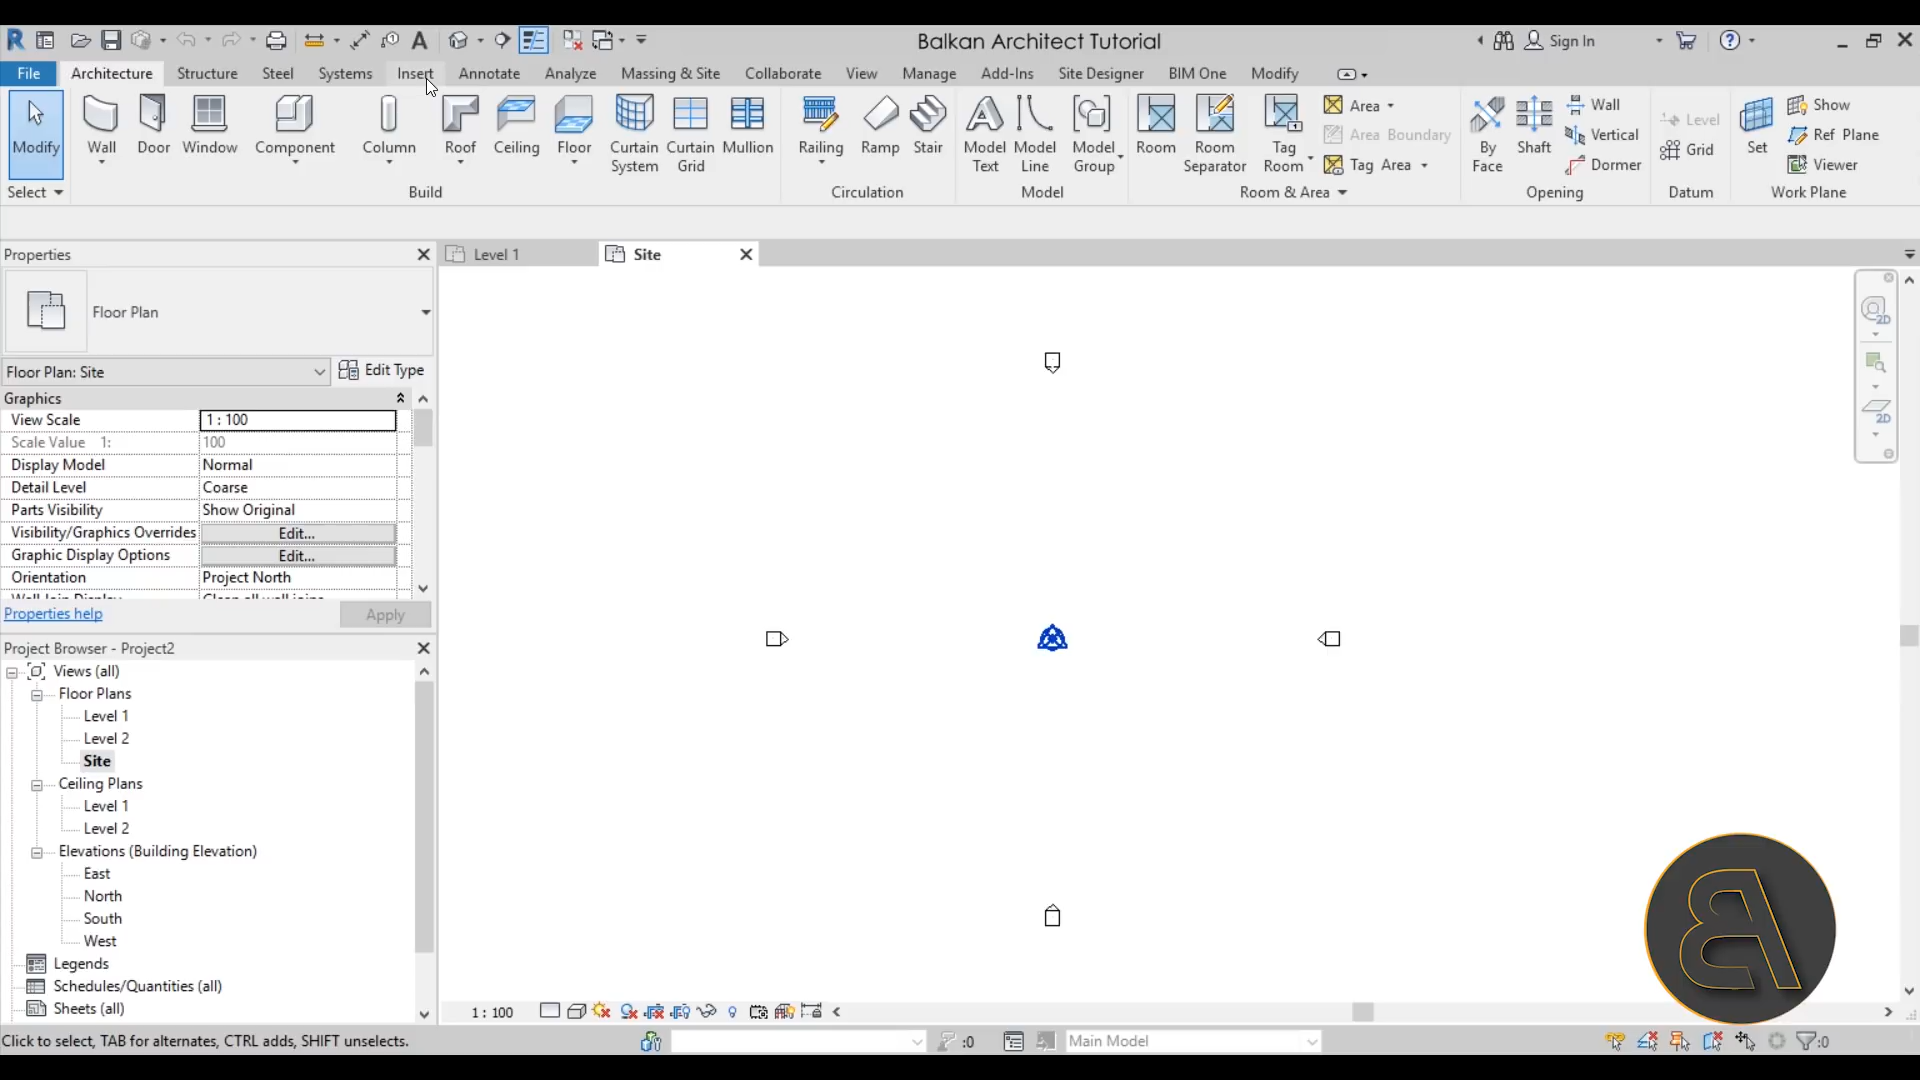 Balkan Architect Tutorial
Sign In
File Architecture Structure Steel Systems Insert Annotate Analyze Massing & Site Collaborate View Manage Add-Ins Site Designer BIM One Modify
Modify
Wall
Door
Window
Component
Column
Roof
Ceiling
Floor
Curtain System
Curtain Grid
Mullion
Railing
Ramp
Stair
Model Text
Model Line
Model Group
Room
Room Separator
Tag Room
Area
Area Boundary
Tag Area
By Face
Shaft
Wall
Vertical
Dormer
Level
Grid
Set
Show
Ref Plane
Viewer
Select Build Circulation Model Room & Area Opening Datum Work Plane
Properties
Level 1
Site
2D
2D
Floor Plan
Floor Plan: Site
Edit Type
Graphics
View Scale 1 : 100
Scale Value 1: 100
Display Model Normal
Detail Level Coarse
Parts Visibility Show Original
Visibility/Graphics Overrides Edit...
Graphic Display Options Edit...
Orientation Project North
Properties help
Apply
Project Browser - Project2
Views (all)
Floor Plans
Level 1
Level 2
Site
Ceiling Plans
Level 1
Level 2
Elevations (Building Elevation)
East
North
South
West
Legends
Schedules/Quantities (all)
Sheets (all)
1 : 100
Click to select, TAB for alternates, CTRL adds, SHIFT unselects.
:0
Main Model
:0